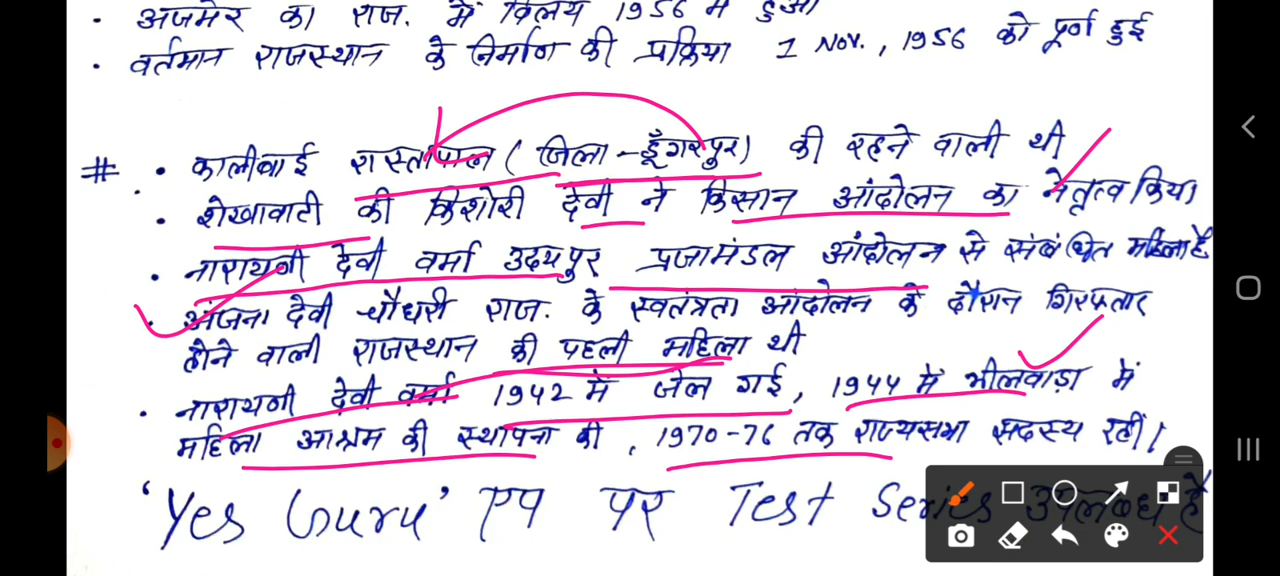 • अजमेर का राज. में विलय 1956 में हुआ
• वर्तमान राजस्थान के निर्माण की प्रक्रिया 1 Nov., 1956 को पूर्ण हुई
# • कालीबाई रास्तापाल (जिला - डूँगरपुर) की रहने वाली थी
• शेखावाटी की किशोरी देवी ने किसान आंदोलन का नेतृत्व किया
• नारायणी देवी वर्मा उदयपुर प्रजामंडल आंदोलन से संबंधित महिला है
• अंजना देवी चौधरी राज. के स्वतंत्रता आंदोलन के दौरान गिरफ्तार
होने वाली राजस्थान की पहली महिला थी
• नारायणी देवी वर्मा 1942 में जेल गई, 1944 में भीलवाड़ा में
महिला आश्रम की स्थापना की, 1970-76 तक राज्यसभा सदस्य रहीं।
'Yes Guru' एप पर Test Series उपलब्ध है